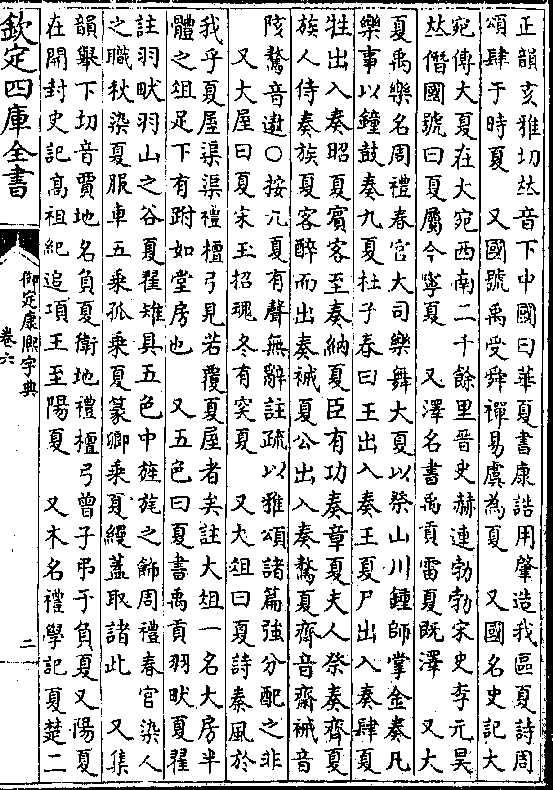 正韻亥雅切𠀤音下中國曰華夏書康誥用肇造我區夏詩周
頌肆于時夏　又國號禹受舜禪易虞為夏　又國名史記大
宛傳大夏在大宛西南二千餘里晉史赫連勃勃宋史李元昊
𠀤僭國號曰夏屬今寧夏　又澤名書禹貢雷夏既澤　又大
夏禹樂名周禮春官大司樂舞大夏以祭山川鍾師掌金奏凡
樂事以鐘鼓奏九夏杜子春曰王出入奏王夏尸出入奏肆夏
牲出入奏昭夏賓客至奏納夏臣有功奏章夏夫人祭奏齊夏
族人侍奏族夏客醉而出奏祴夏公出入奏驁夏齊音齋祴音
陔驁音遨○按九夏有聲無辭註疏以雅頌諸篇強分配之非
又大屋曰夏宋玉招魂冬有突夏　又大俎曰夏詩秦風於
我乎夏屋渠渠禮檀弓見若覆夏屋者矣註大俎一名大房半
體之俎足下有跗如堂房也　又五色曰夏書禹貢羽畎夏翟
註羽畎羽山之谷夏翟雉具五色中旌旄之飾周禮春官染人
之職秋染夏服車五乘孤乘夏篆卿乘夏縵蓋取諸此　又集
韻舉下切音賈地名負夏衛地禮檀弓曾子弔于負夏又陽夏
在開封史記高祖紀追項王至陽夏　又木名禮學記夏楚二
欽定四庫全書
御定康熙字典
卷六
二